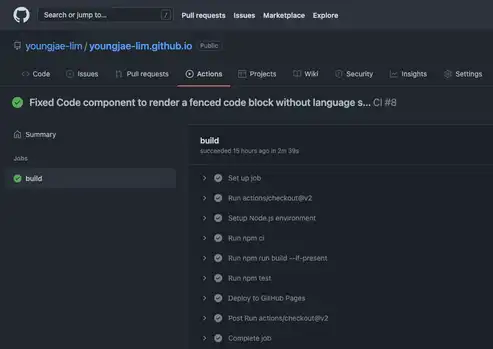 Search or jump to... / Pull requests Issues Marketplace Explore
youngjae-lim / youngjae-lim.github.io Public
Code Issues Pull requests Actions Projects Wiki Security Insights Settings
Fixed Code component to render a fenced code block without language s... CI #8
Summary
Jobs
build
build
succeeded 15 hours ago in 2m 39s
Set up job
Run actions/checkout@v2
Setup Node.js environment
Run npm ci
Run npm run build --if-present
Run npm test
Deploy to GitHub Pages
Post Run actions/checkout@v2
Complete job